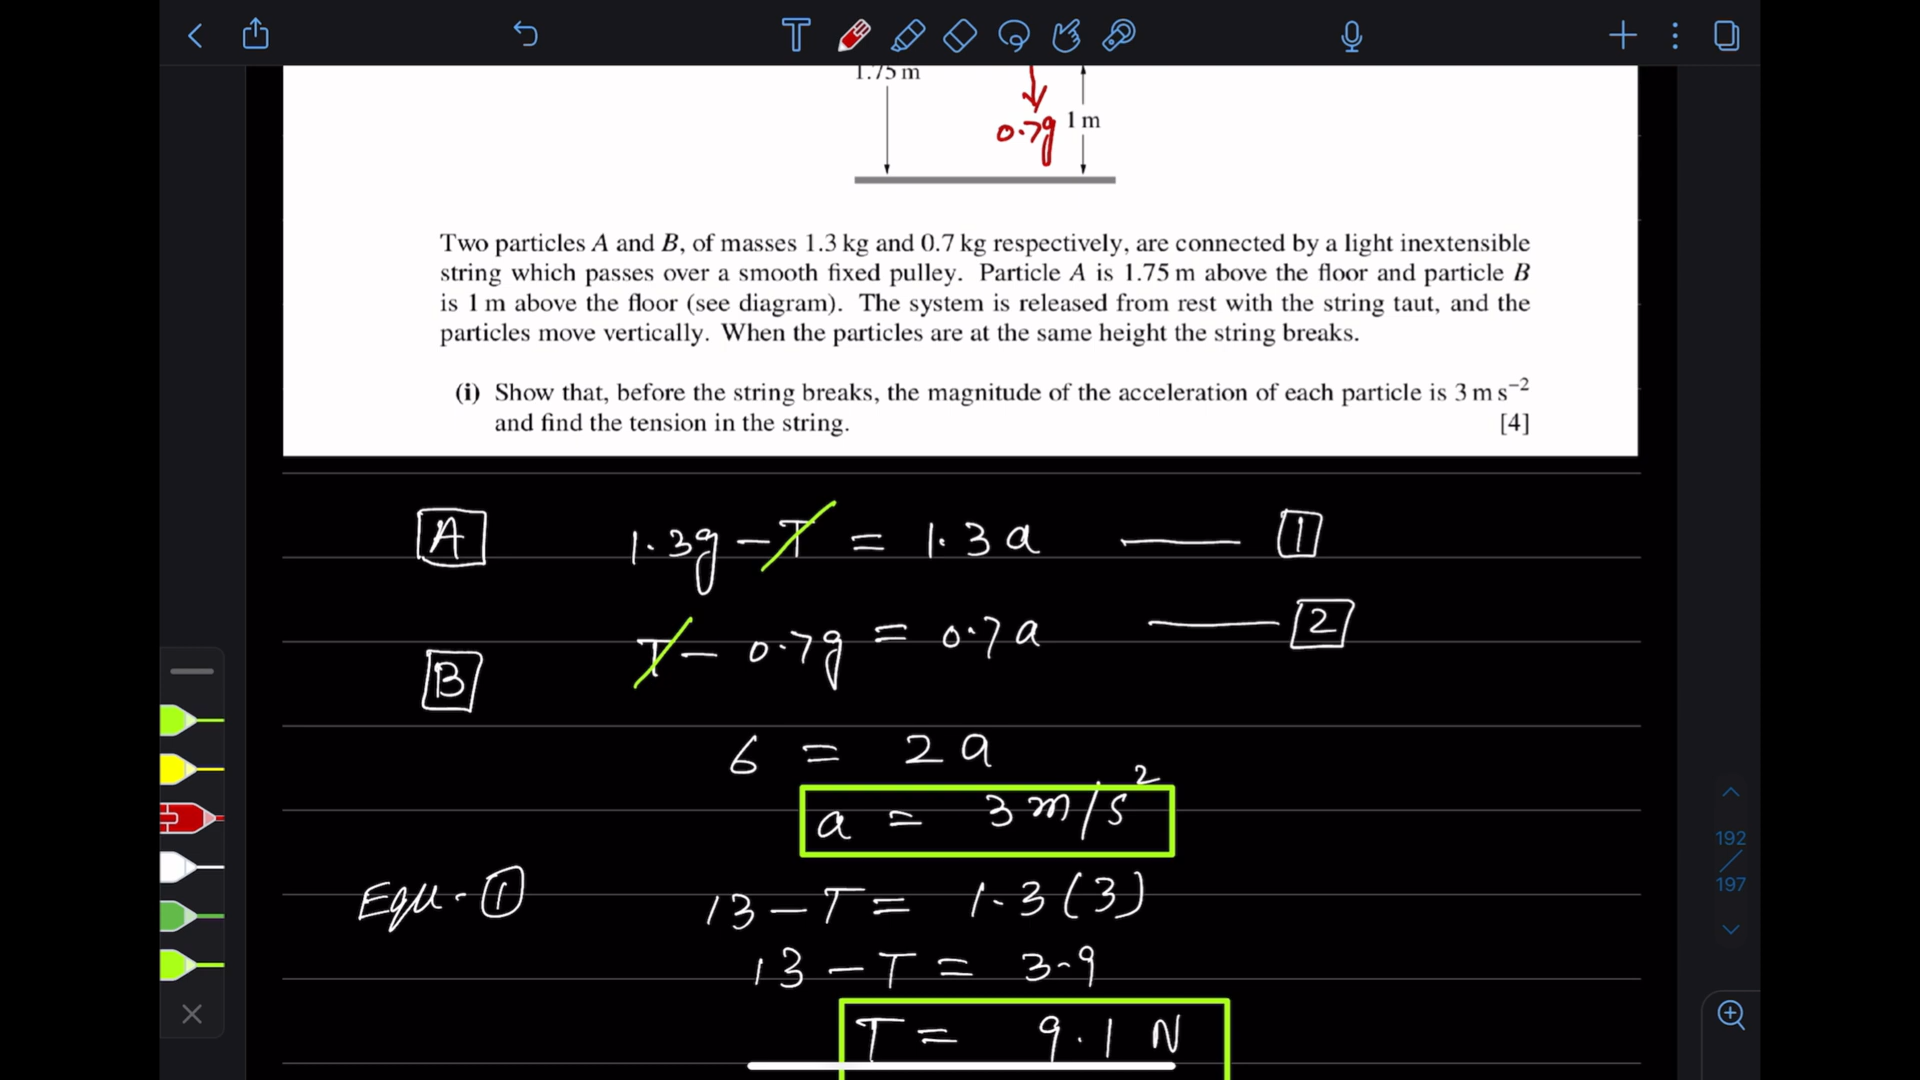 1.75 m
0.7g
1 m
Two particles A and B, of masses 1.3 kg and 0.7 kg respectively, are connected by a light inextensible
string which passes over a smooth fixed pulley. Particle A is 1.75 m above the floor and particle B
is 1 m above the floor (see diagram). The system is released from rest with the string taut, and the
particles move vertically. When the particles are at the same height the string breaks.
(i) Show that, before the string breaks, the magnitude of the acceleration of each particle is 3 m s⁻²
and find the tension in the string. [4]
A 1.3g – T = 1.3a — 1
B T – 0.7g = 0.7a — 2
6 = 2a
a = 3 m/s²
Equ. 1 13 – T = 1.3(3)
13 – T = 3.9
T = 9.1 N
192
197